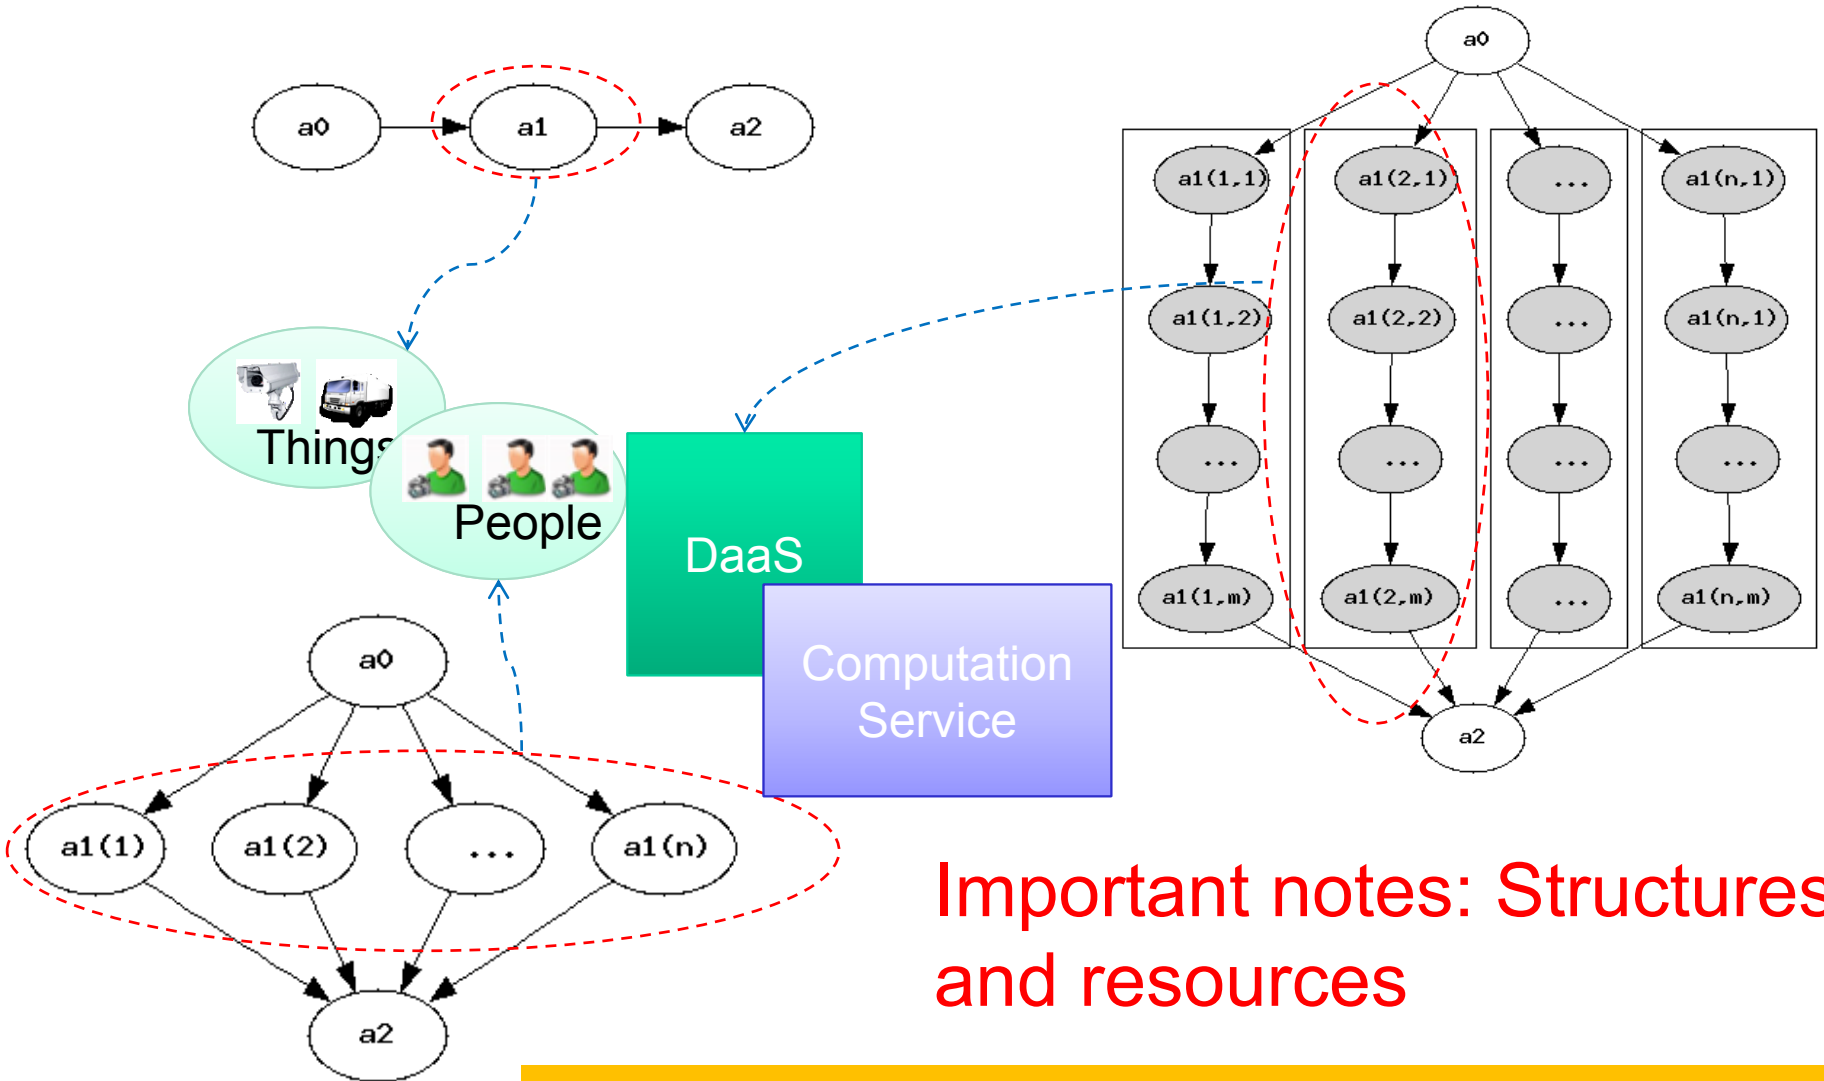 a0
a1
a2
a0
a1(1,1)
a1(2,1)
...
a1(n,1)
a1(1,2)
a1(2,2)
...
a1(n,1)
...
...
...
...
a1(1,m)
a1(2,m)
...
a1(n,m)
a2
Things
People
DaaS
Computation
Service
a0
a1(1)
a1(2)
...
a1(n)
a2
Important notes: Structures
and resources